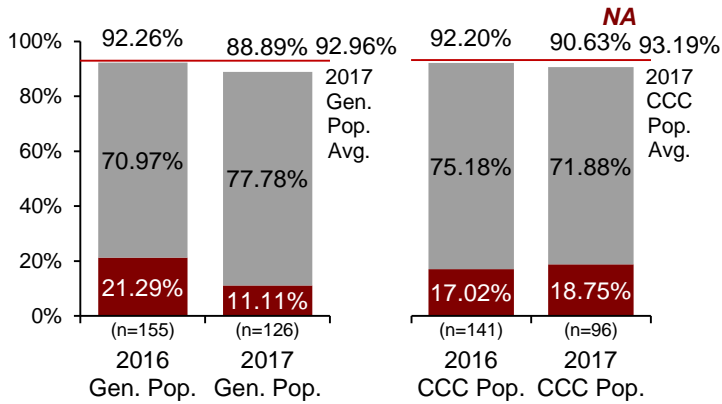 NA
92.26%
88.89%
92.96%
92.20%
90.63%
93.19%
100%
80%
60%
40%
20%
0%
2017
Gen.
Pop.
Avg.
2017
CCC
Pop.
Avg.
70.97%
77.78%
75.18%
71.88%
21.29%
11.11%
17.02%
18.75%
(n=155)
(n=126)
(n=141)
(n=96)
2016
Gen. Pop.
2017
Gen. Pop.
2016
CCC Pop.
2017
CCC Pop.